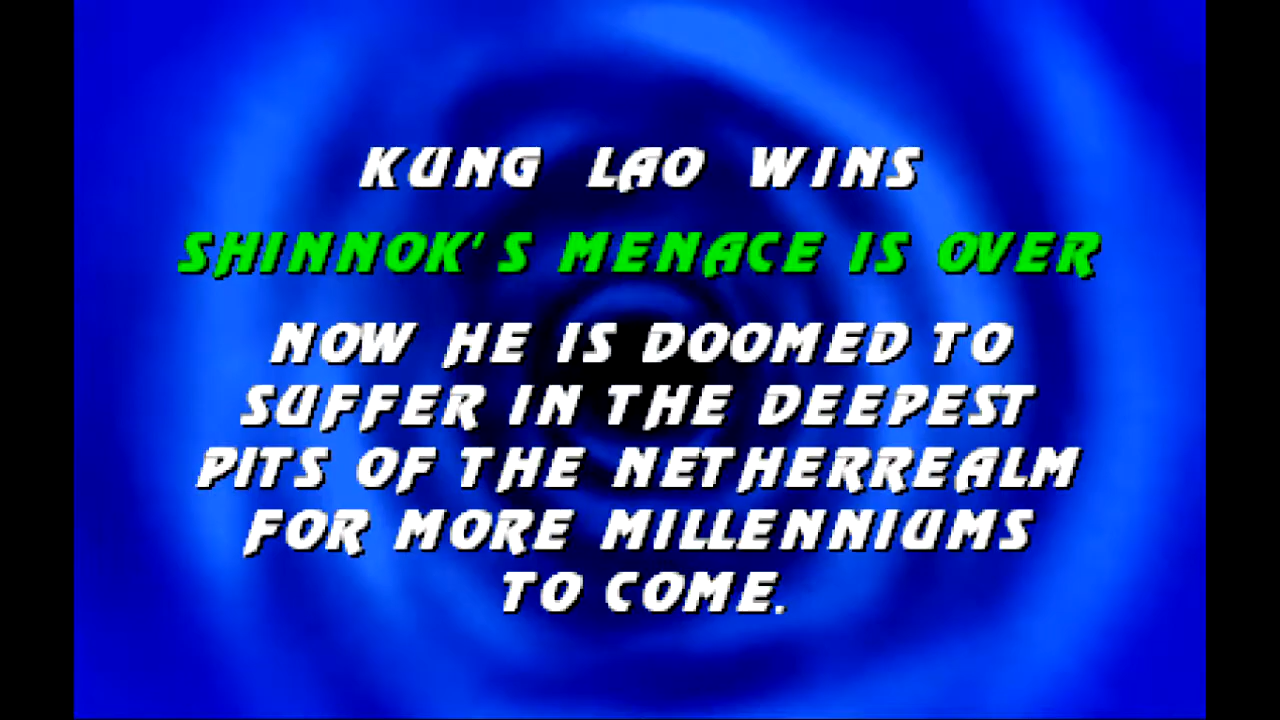 KUNG LAO WINS
SHINNOK'S MENACE IS OVER
NOW HE IS DOOMED TO
SUFFER IN THE DEEPEST
PITS OF THE NETHERREALM
FOR MORE MILLENNIUMS
TO COME.